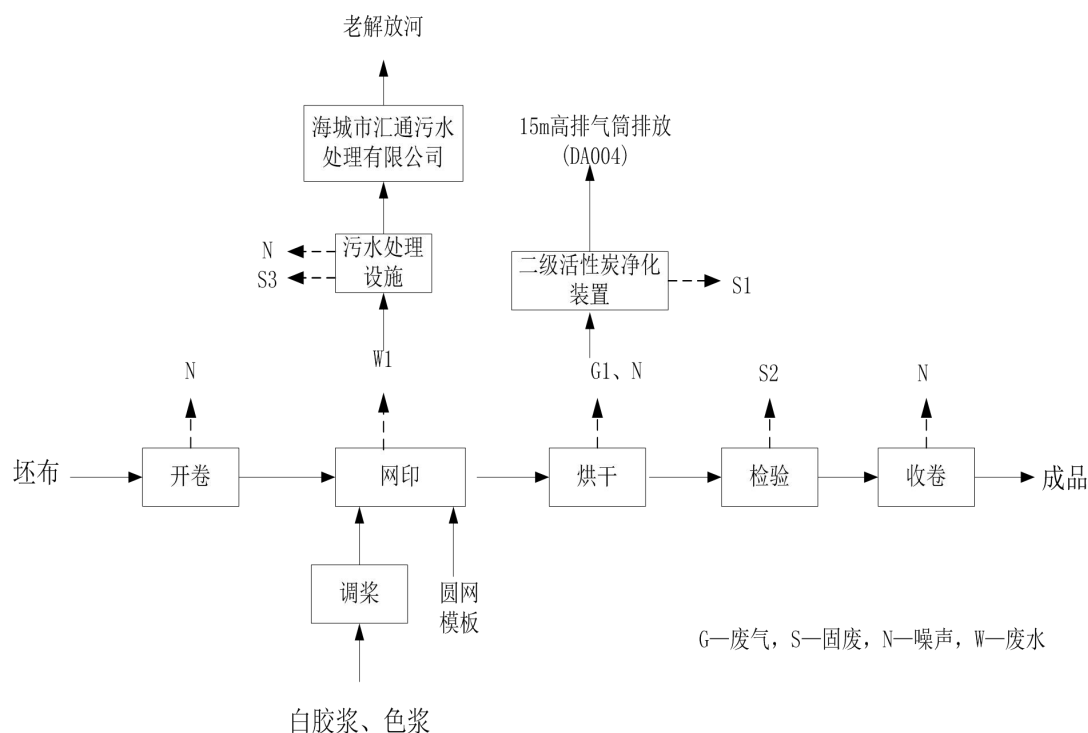 老解放河
海城市汇通污水
处理有限公司
15m高排气筒排放
(DA004)
N
S3
污水处理
设施
二级活性炭净化
装置
S1
N
W1
G1、N
S2
N
坯布
开卷
网印
烘干
检验
收卷
成品
调桨
圆网
模板
G—废气，S—固废，N—噪声，W—废水
白胶浆、色浆